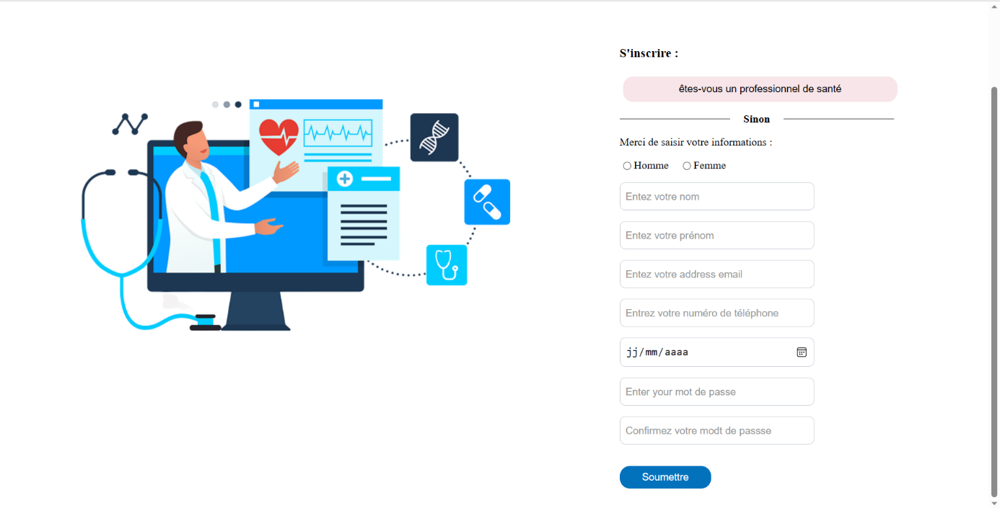 S'inscrire :
êtes-vous un professionnel de santé
Sinon
Merci de saisir votre informations :
Homme Femme
Entez votre nom
Entez votre prénom
Entez votre address email
Entrez votre numéro de téléphone
jj/mm/aaaa
Enter your mot de passe
Confirmez votre modt de passse
Soumettre